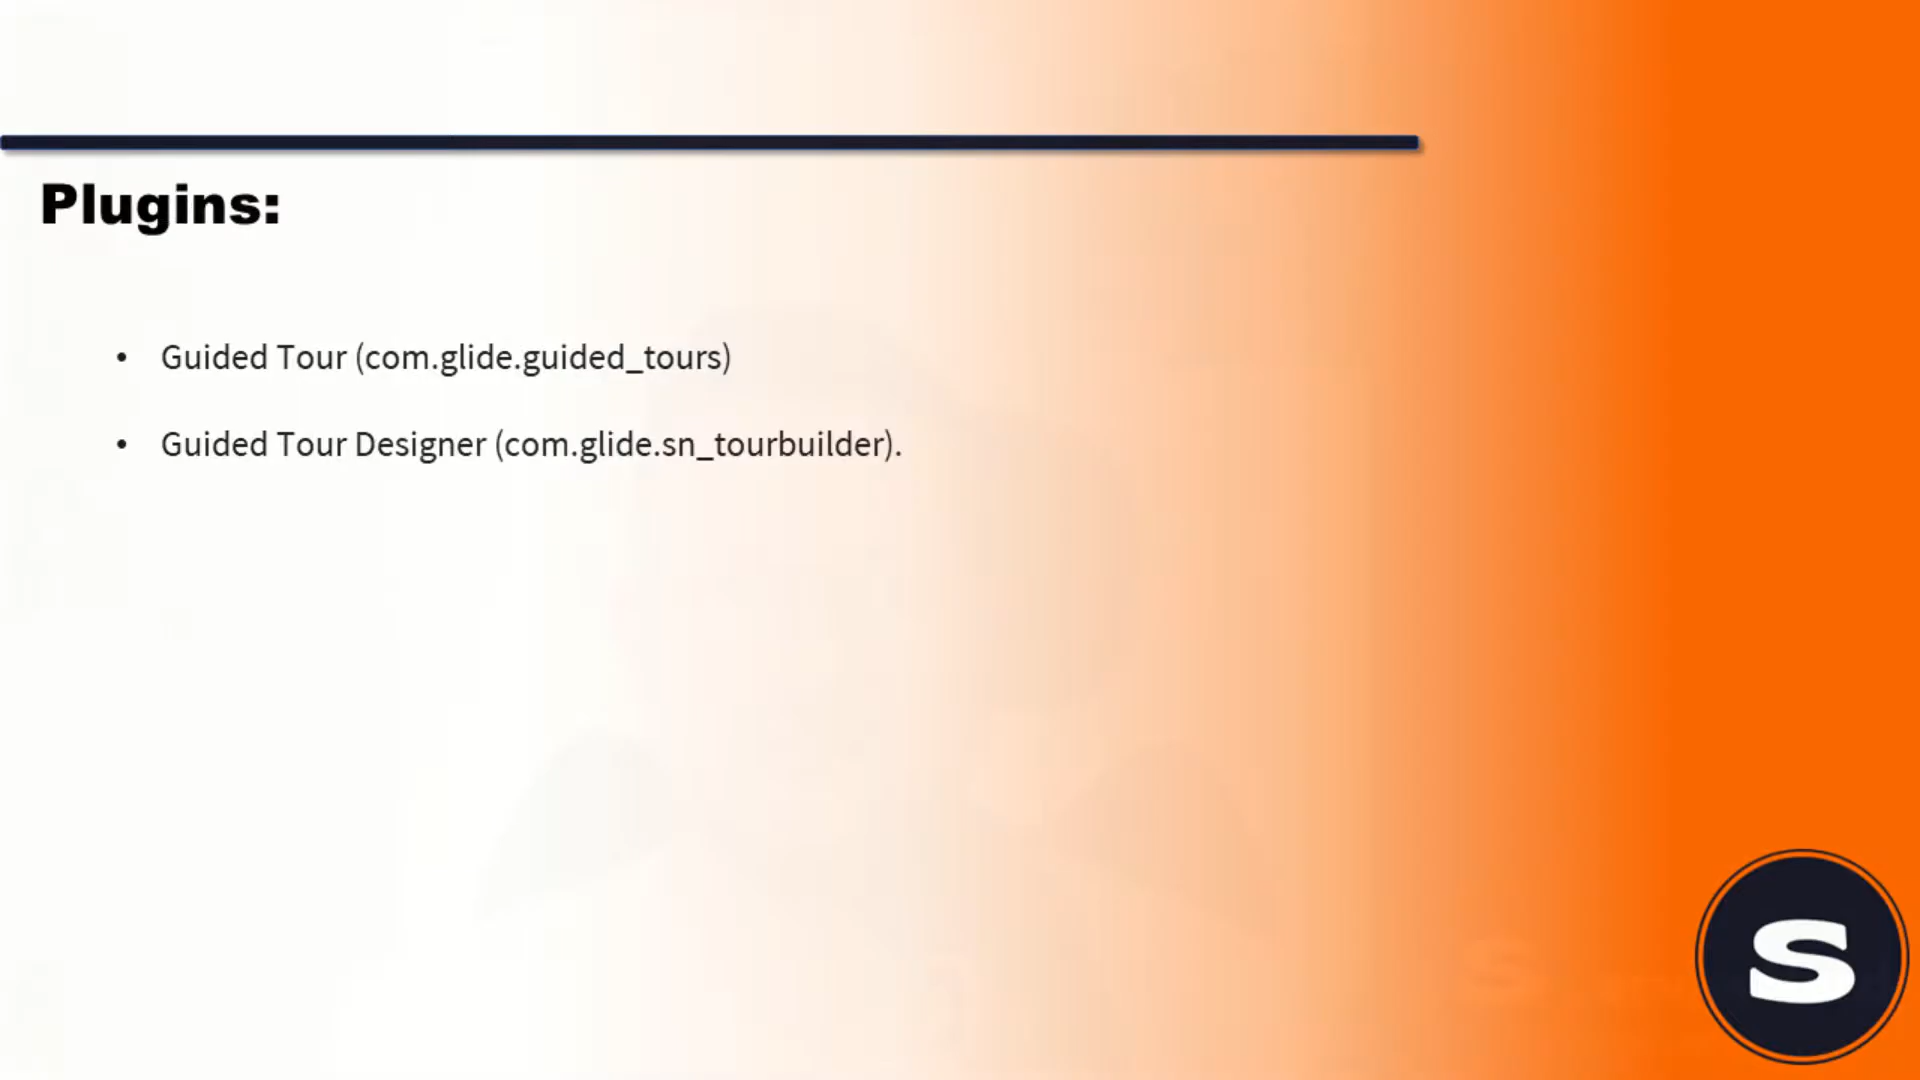 Plugins:
• Guided Tour (com.glide.guided_tours)
• Guided Tour Designer (com.glide.sn_tourbuilder).
S